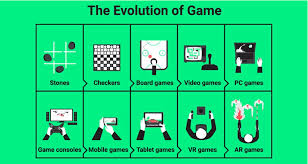 The Evolution of Game
Stones
Checkers
Board games
Video games
PC games
Game consoles
Mobile games
Tablet games
VR games
AR games